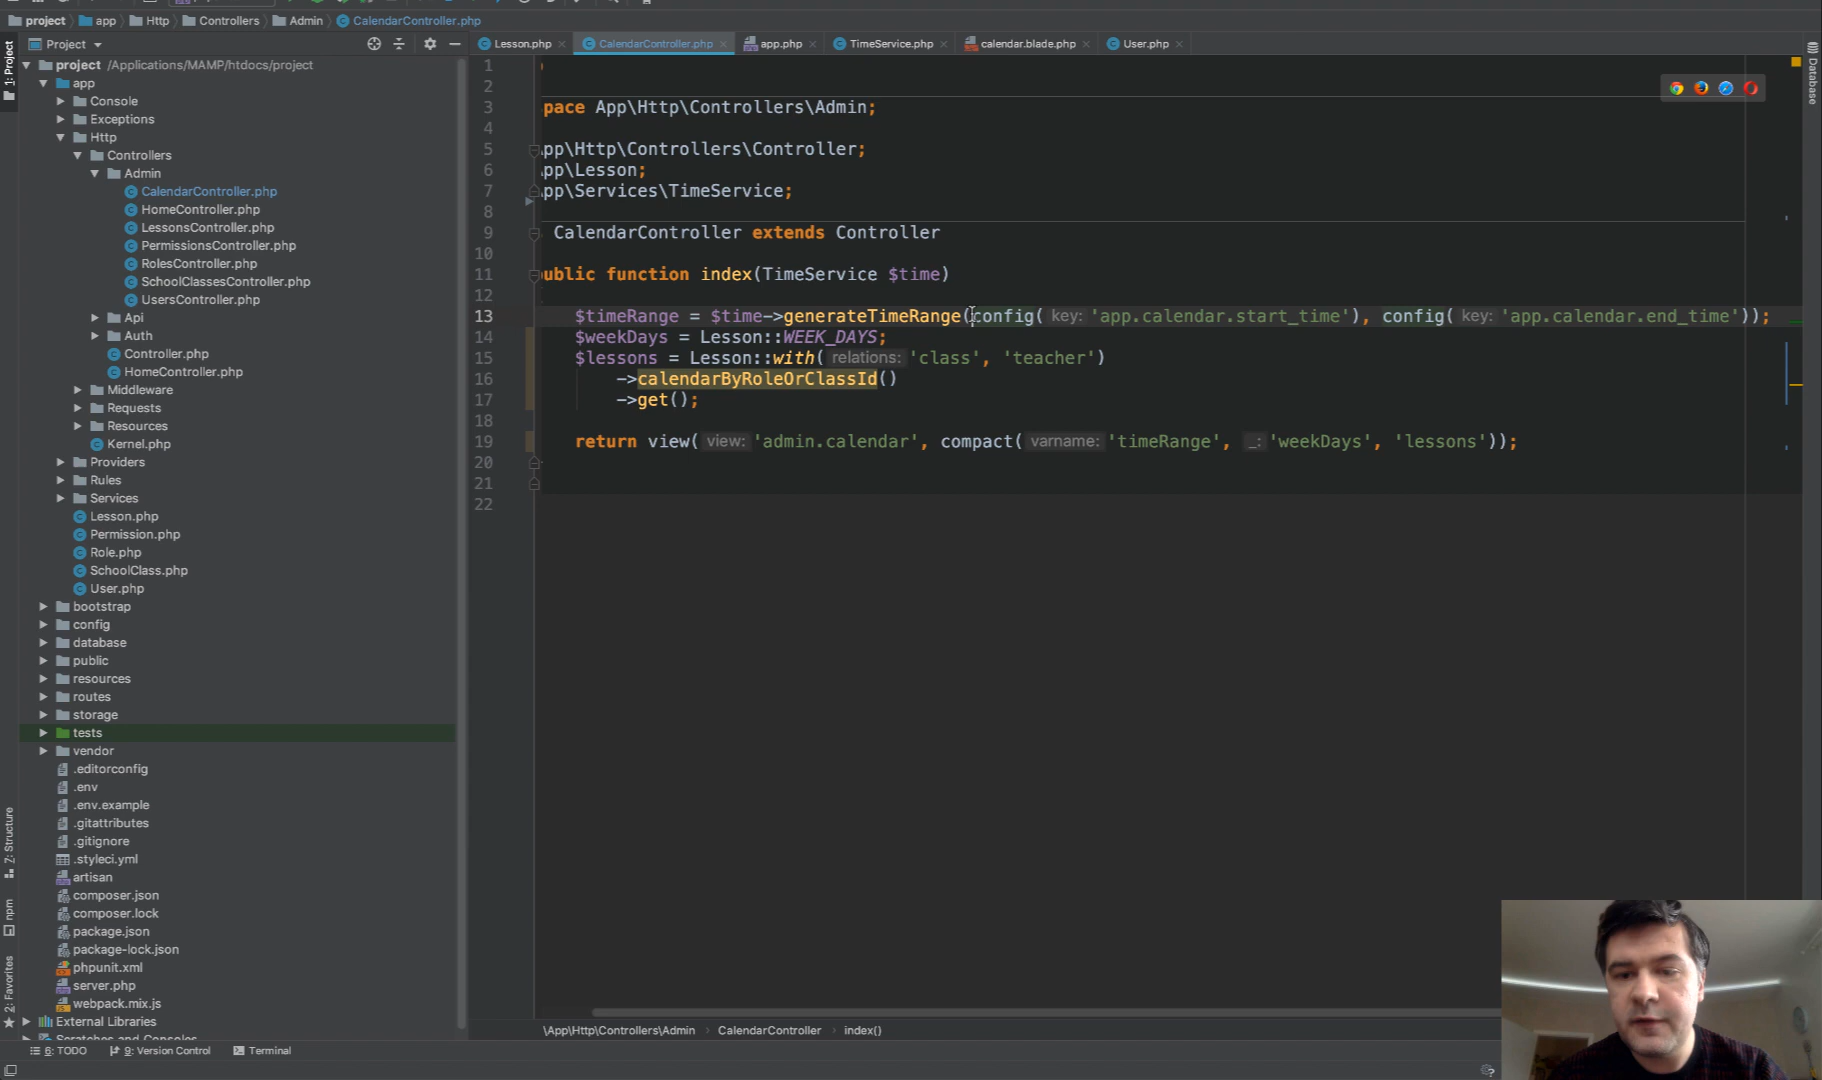 project app Http Controllers Admin CalendarController.php
Project
Lesson.php CalendarController.php app.php TimeService.php calendar.blade.php User.php
1: Project
Database
project /Applications/MAMP/htdocs/project
app
Console
Exceptions
Http
Controllers
Admin
CalendarController.php
HomeController.php
LessonsController.php
PermissionsController.php
RolesController.php
SchoolClassesController.php
UsersController.php
Api
Auth
Controller.php
HomeController.php
Middleware
Requests
Resources
Kernel.php
Providers
Rules
Services
Lesson.php
Permission.php
Role.php
SchoolClass.php
User.php
bootstrap
config
database
public
resources
routes
storage
tests
vendor
.editorconfig
.env
.env.example
.gitattributes
.gitignore
.styleci.yml
artisan
composer.json
composer.lock
package.json
package-lock.json
phpunit.xml
server.php
webpack.mix.js
External Libraries
Scratches and Consoles
Z: Structure
npm
2: Favorites
1
2
3 pace App\Http\Controllers\Admin;
4
5 pp\Http\Controllers\Controller;
6 pp\Lesson;
7 pp\Services\TimeService;
8
9 CalendarController extends Controller
10
11 ublic function index(TimeService $time)
12
13 $timeRange = $time->generateTimeRange(config( key: 'app.calendar.start_time'), config( key: 'app.calendar.end_time'));
14 $weekDays = Lesson::WEEK_DAYS;
15 $lessons = Lesson::with( relations: 'class', 'teacher')
16 ->calendarByRoleOrClassId()
17 ->get();
18
19 return view( view: 'admin.calendar', compact( varname: 'timeRange', _: 'weekDays', 'lessons'));
20
21
22
\App\Http\Controllers\Admin › CalendarController › index()
6: TODO 9: Version Control Terminal